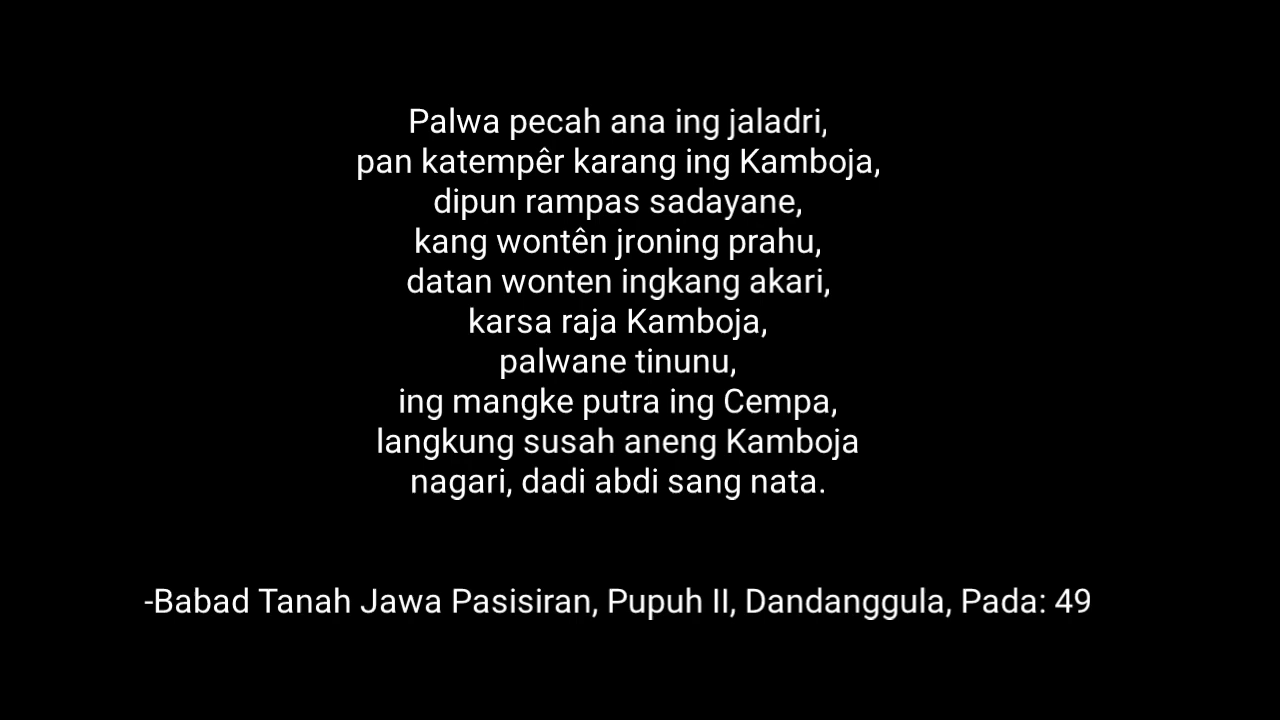 Palwa pecah ana ing jaladri,
pan katempêr karang ing Kamboja,
dipun rampas sadayane,
kang wontên jroning prahu,
datan wonten ingkang akari,
karsa raja Kamboja,
palwane tinunu,
ing mangke putra ing Cempa,
langkung susah aneng Kamboja
nagari, dadi abdi sang nata.
-Babad Tanah Jawa Pasisiran, Pupuh II, Dandanggula, Pada: 49